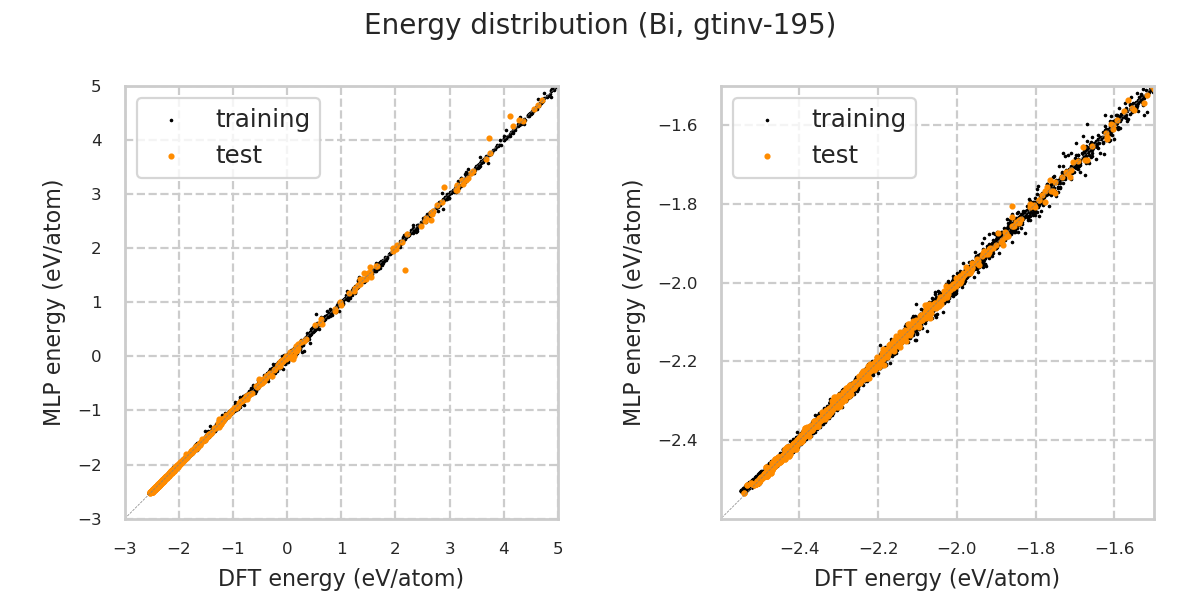 Energy distribution (Bi, gtinv-195)
5
4
3
2
1
0
−1
−2
−3
MLP energy (eV/atom)
training
test
−3 −2 −1 0 1 2 3 4 5
DFT energy (eV/atom)
−1.6
−1.8
−2.0
−2.2
−2.4
MLP energy (eV/atom)
training
test
−2.4 −2.2 −2.0 −1.8 −1.6
DFT energy (eV/atom)